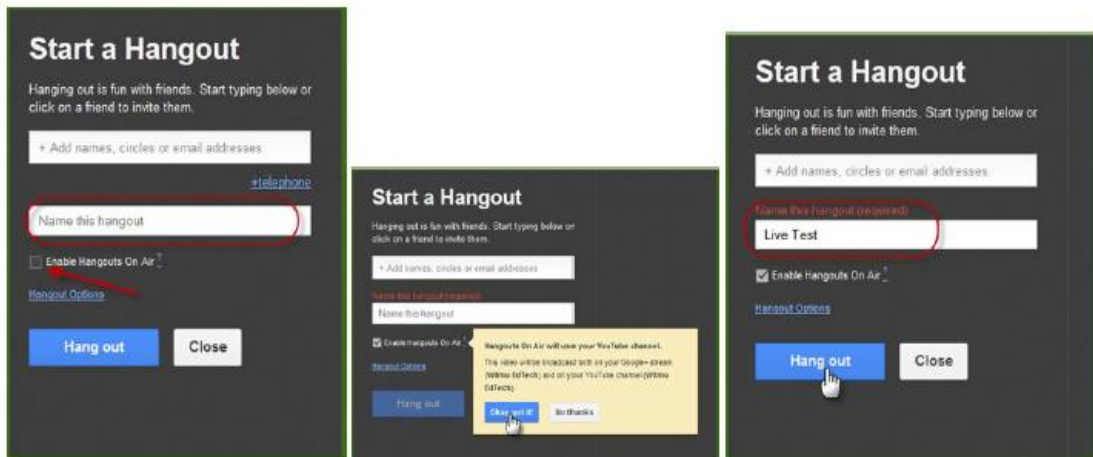 Start a Hangout
Hanging out is fun with friends. Start typing below or
click on a friend to invite them.
+ Add names, circles or email addresses
+telephone
Name this hangout
Enable Hangouts On Air ?
Hangout Options
Hang out
Close
Start a Hangout
Hanging out is fun with friends. Start typing below or
click on a friend to invite them.
+ Add names, circles or email addresses
Name this hangout (required)
Name this hangout
Enable Hangouts On Air ?
Hangouts On Air will use your YouTube channel.
This video will be broadcast both on your Google+ stream
(Witmu EdTech) and on your YouTube channel (Witmu
EdTech).
Hangout Options
Hang out
Okay, got it!
No thanks
Start a Hangout
Hanging out is fun with friends. Start typing below or
click on a friend to invite them.
+ Add names, circles or email addresses
Name this hangout (required)
Live Test
Enable Hangouts On Air ?
Hangout Options
Hang out
Close